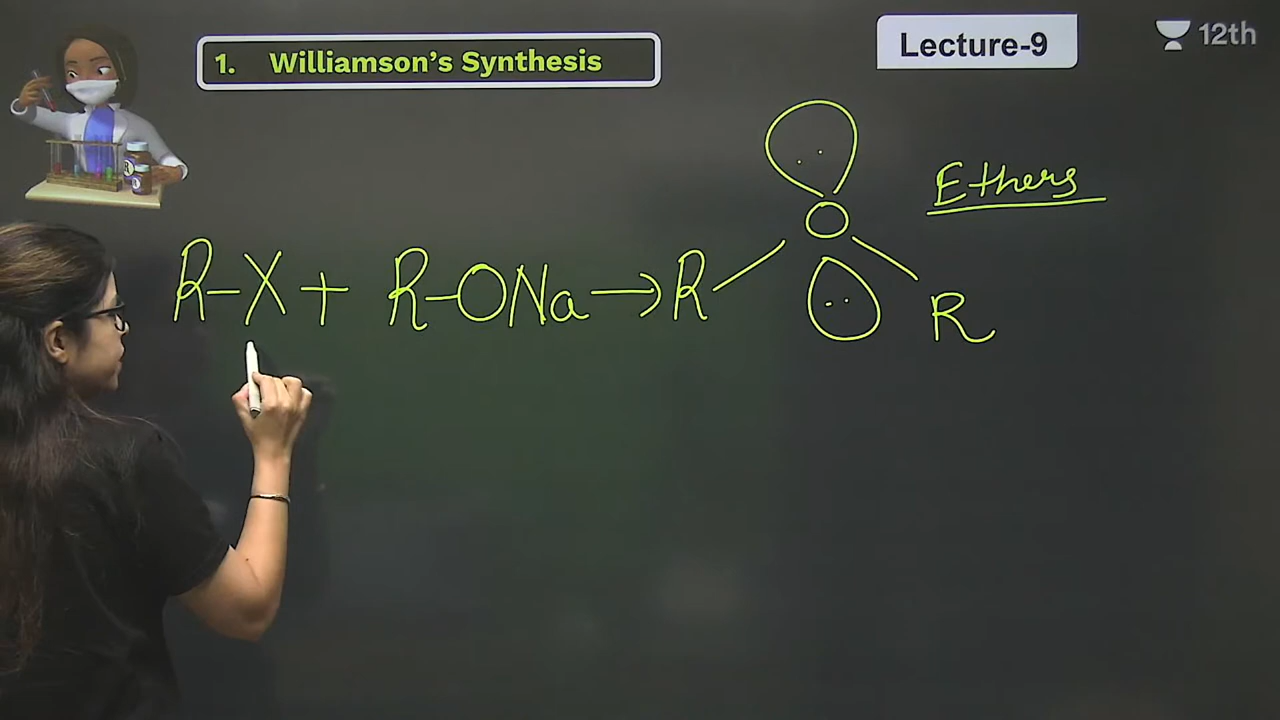 1. Williamson's Synthesis
Lecture-9
12th
Ethers
R-X + R-ONa → R O R